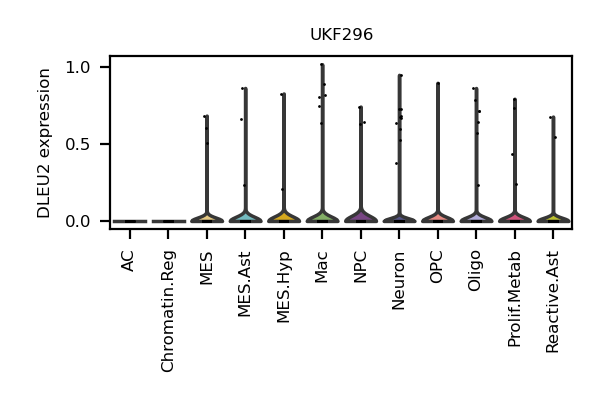 UKF296
DLEU2 expression
1.0
0.5
0.0
AC
Chromatin.Reg
MES
MES.Ast
MES.Hyp
Mac
NPC
Neuron
OPC
Oligo
Prolif.Metab
Reactive.Ast